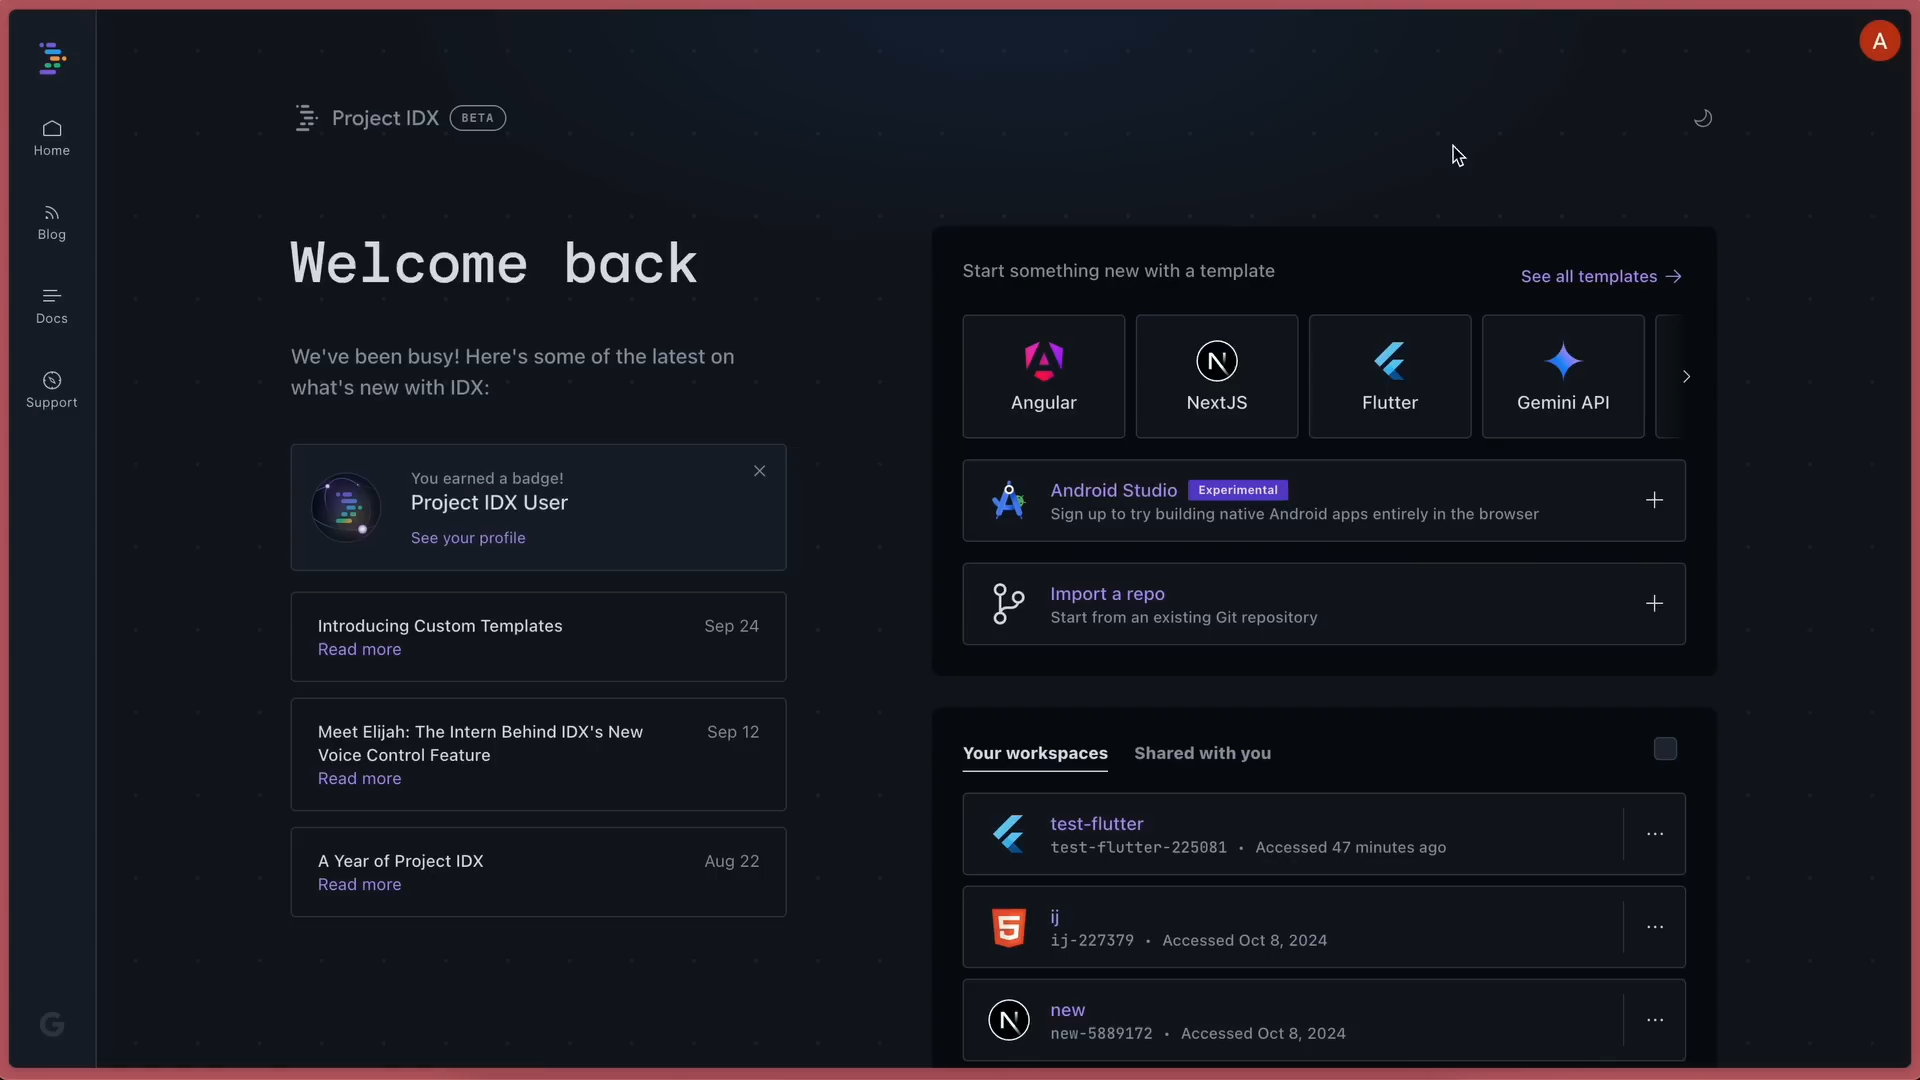 A
Project IDX BETA
Home
Blog
Docs
Support
Welcome back
We've been busy! Here's some of the latest on
what's new with IDX:
You earned a badge!
Project IDX User
See your profile
Introducing Custom Templates Sep 24
Read more
Meet Elijah: The Intern Behind IDX's New Sep 12
Voice Control Feature
Read more
A Year of Project IDX Aug 22
Read more
Start something new with a template See all templates →
Angular NextJS Flutter Gemini API
Android Studio Experimental
Sign up to try building native Android apps entirely in the browser
Import a repo
Start from an existing Git repository
Your workspaces Shared with you
test-flutter
test-flutter-225081 • Accessed 47 minutes ago
ij
ij-227379 • Accessed Oct 8, 2024
new
new-5889172 • Accessed Oct 8, 2024